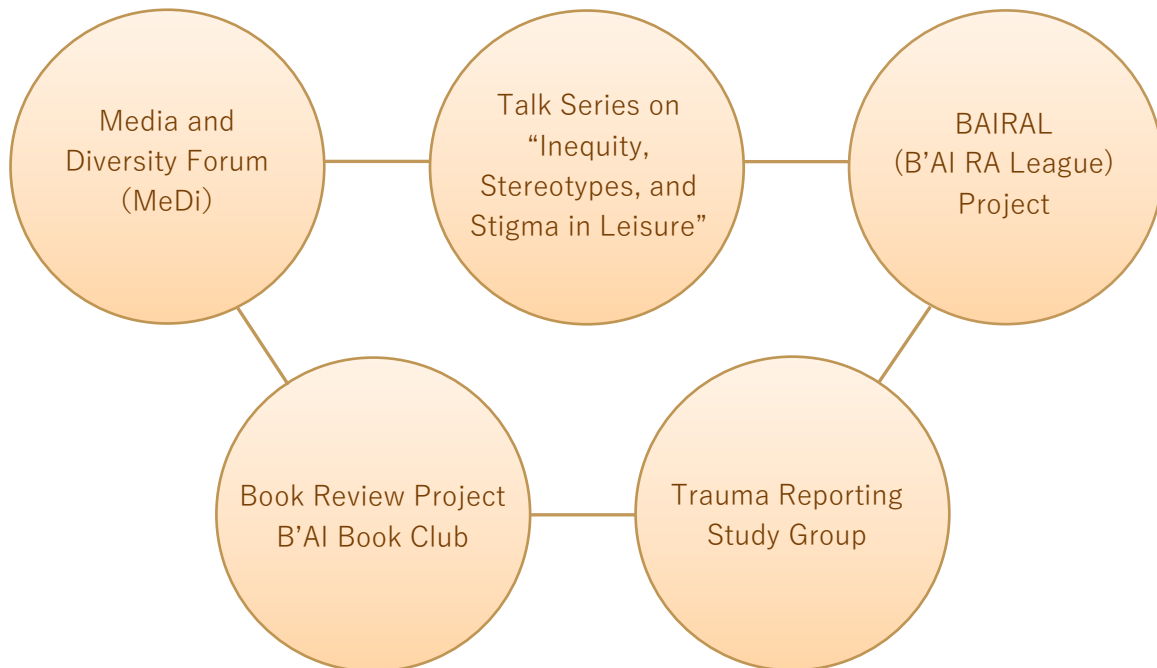 Media and
Diversity Forum
(MeDi)
Talk Series on
“Inequity,
Stereotypes, and
Stigma in Leisure”
BAIRAL
(B’AI RA League)
Project
Book Review Project
B’AI Book Club
Trauma Reporting
Study Group